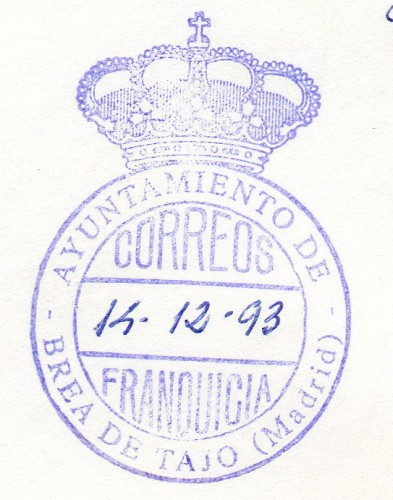 - AYUNTAMIENTO DE -
CORREOS
14-12-93
FRANQUICIA
BREA DE TAJO (Madrid)